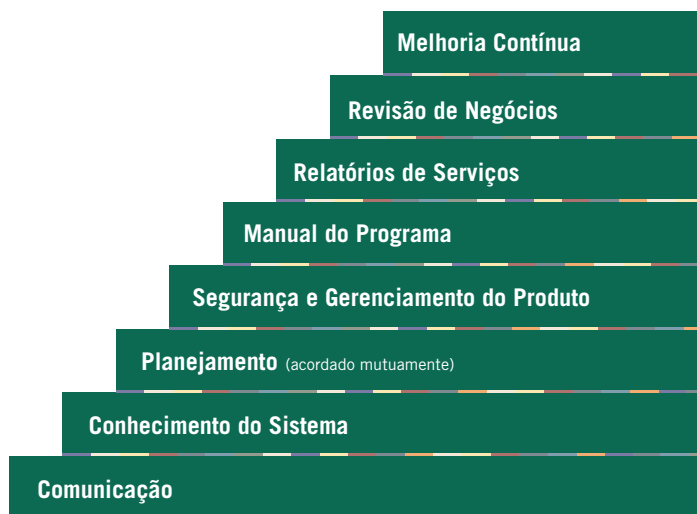 Melhoria Contínua
Revisão de Negócios
Relatórios de Serviços
Manual do Programa
Segurança e Gerenciamento do Produto
Planejamento (acordado mutuamente)
Conhecimento do Sistema
Comunicação